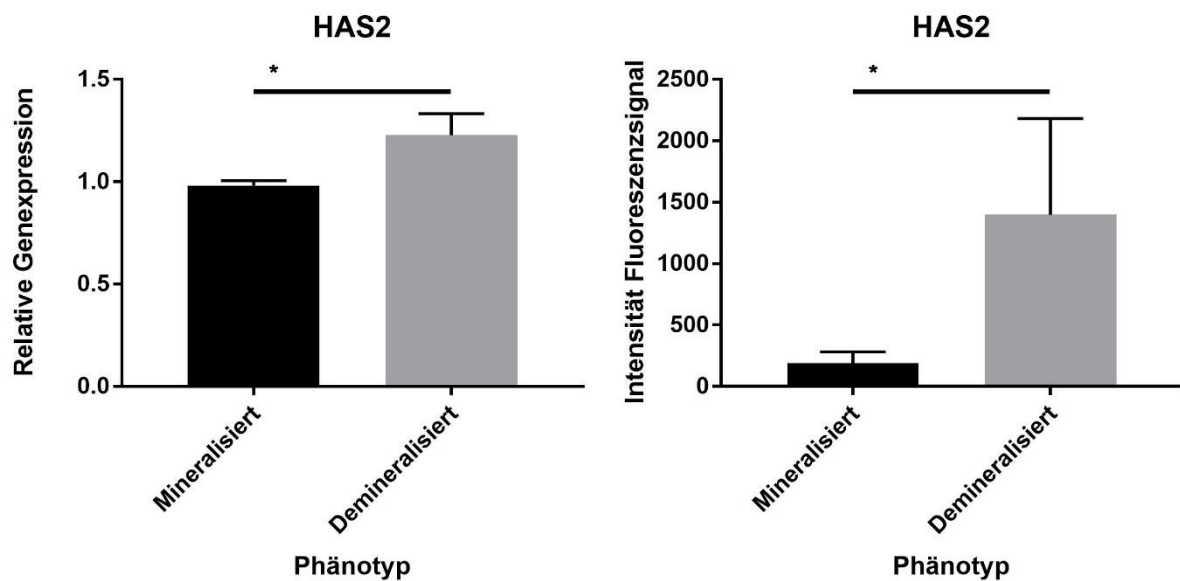 HAS2
*
Relative Genexpression
1.5
1.0
0.5
0.0
Mineralisiert
Demineralisiert
Phänotyp
HAS2
*
Intensität Fluoreszenzsignal
2500
2000
1500
1000
500
0
Mineralisiert
Demineralisiert
Phänotyp